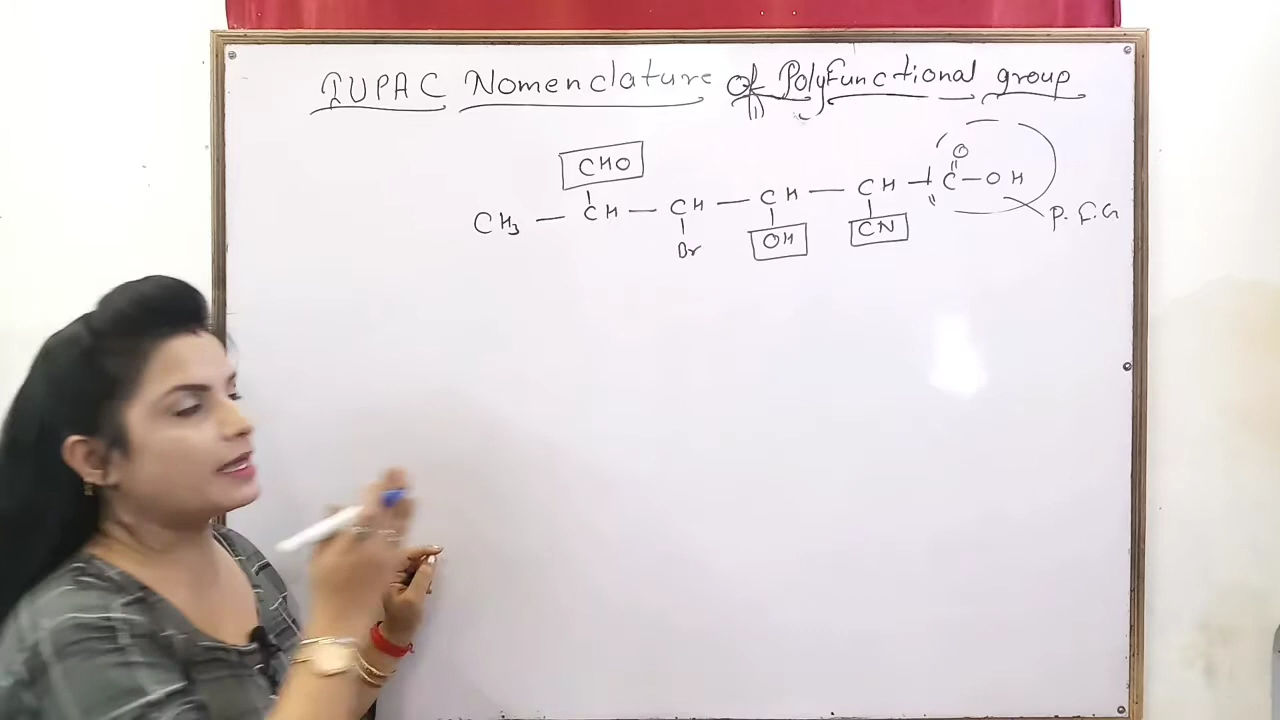 IUPAC Nomenclature of PolyFunctional group
CHO
O
CH3 — CH — CH — CH — CH — C — OH
Br OH CN
P. F. G